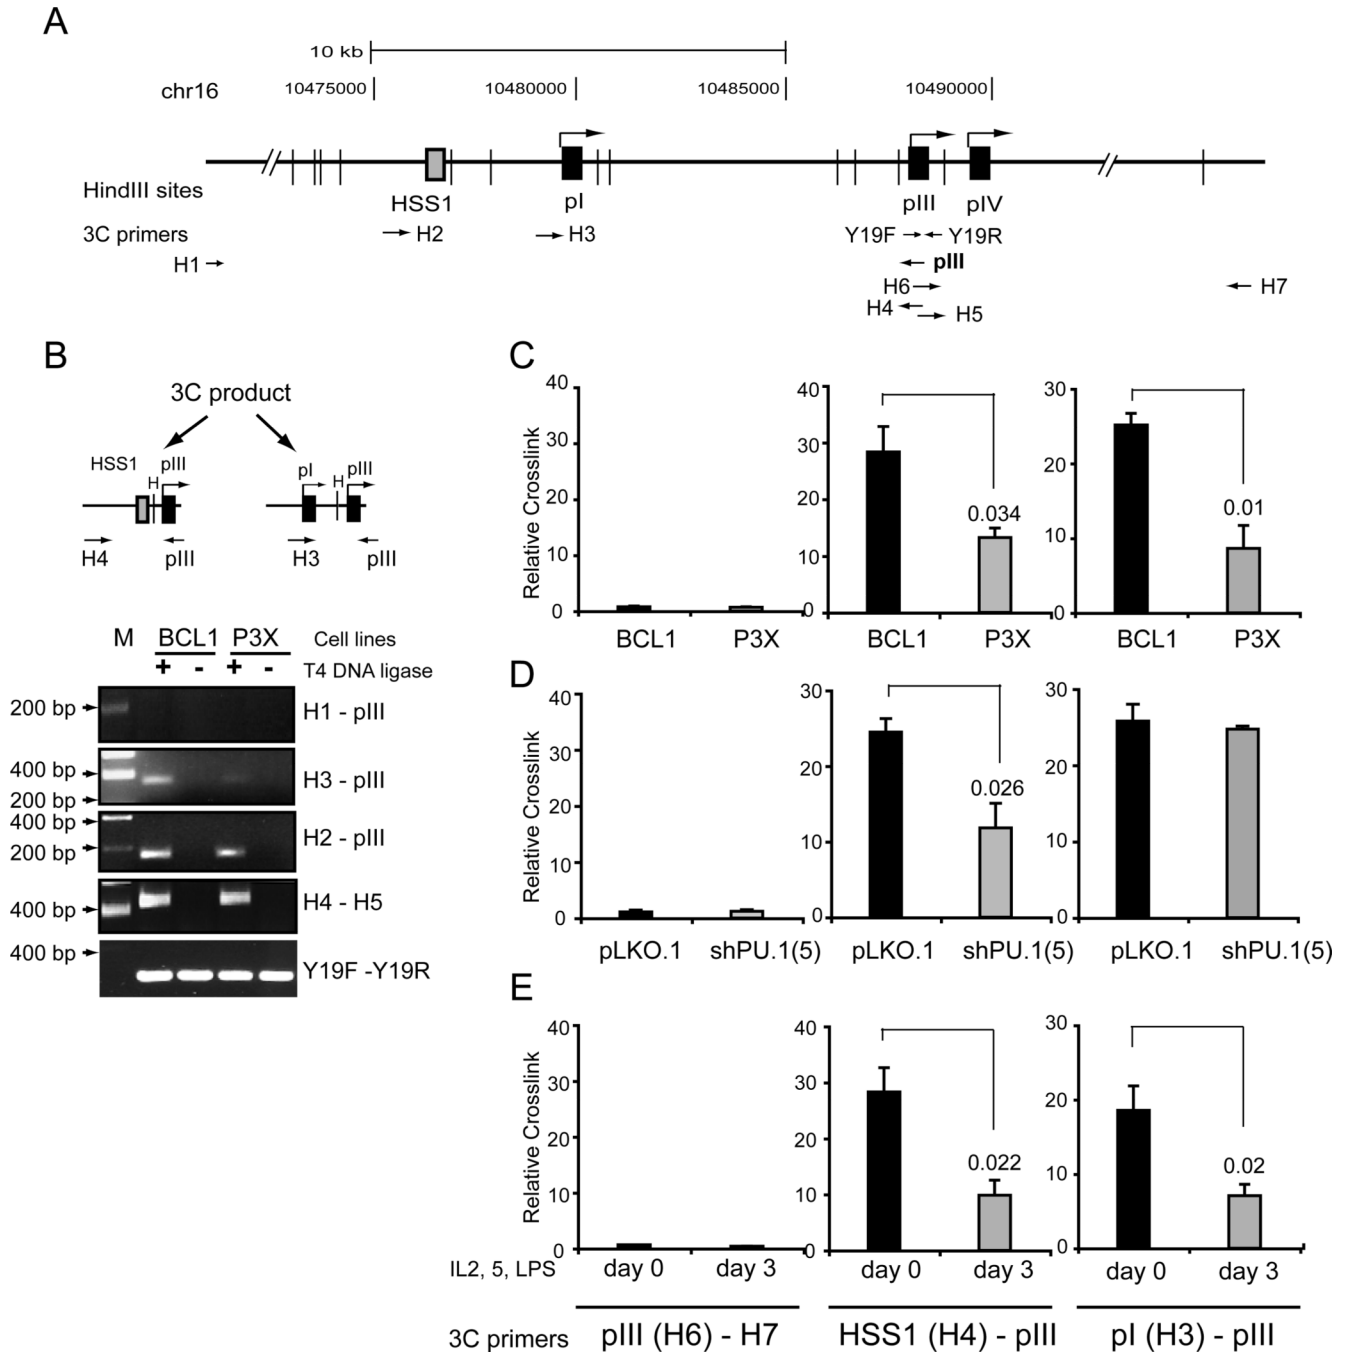 A
10 kb
chr16
10475000
10480000
10485000
10490000
HindIII sites
HSS1
pI
pIII
pIV
3C primers
H2
H3
Y19F
Y19R
H1
pIII
H6
H7
H4
H5
B
3C product
HSS1
pIII
H
pI
pIII
H
H4
pIII
H3
pIII
M
BCL1
P3X
Cell lines
+
-
+
-
T4 DNA ligase
200 bp
H1 - pIII
400 bp
200 bp
H3 - pIII
400 bp
200 bp
H2 - pIII
400 bp
H4 - H5
400 bp
Y19F -Y19R
C
Relative Crosslink
40
30
20
10
0
BCL1
P3X
40
30
20
10
0
0.034
BCL1
P3X
30
20
10
0
0.01
BCL1
P3X
D
Relative Crosslink
40
30
20
10
0
pLKO.1
shPU.1(5)
30
20
10
0
0.026
pLKO.1
shPU.1(5)
30
20
10
0
pLKO.1
shPU.1(5)
E
Relative Crosslink
40
30
20
10
0
IL2, 5, LPS
day 0
day 3
40
30
20
10
0
0.022
day 0
day 3
30
20
10
0
0.02
day 0
day 3
3C primers
pIII (H6) - H7
HSS1 (H4) - pIII
pI (H3) - pIII